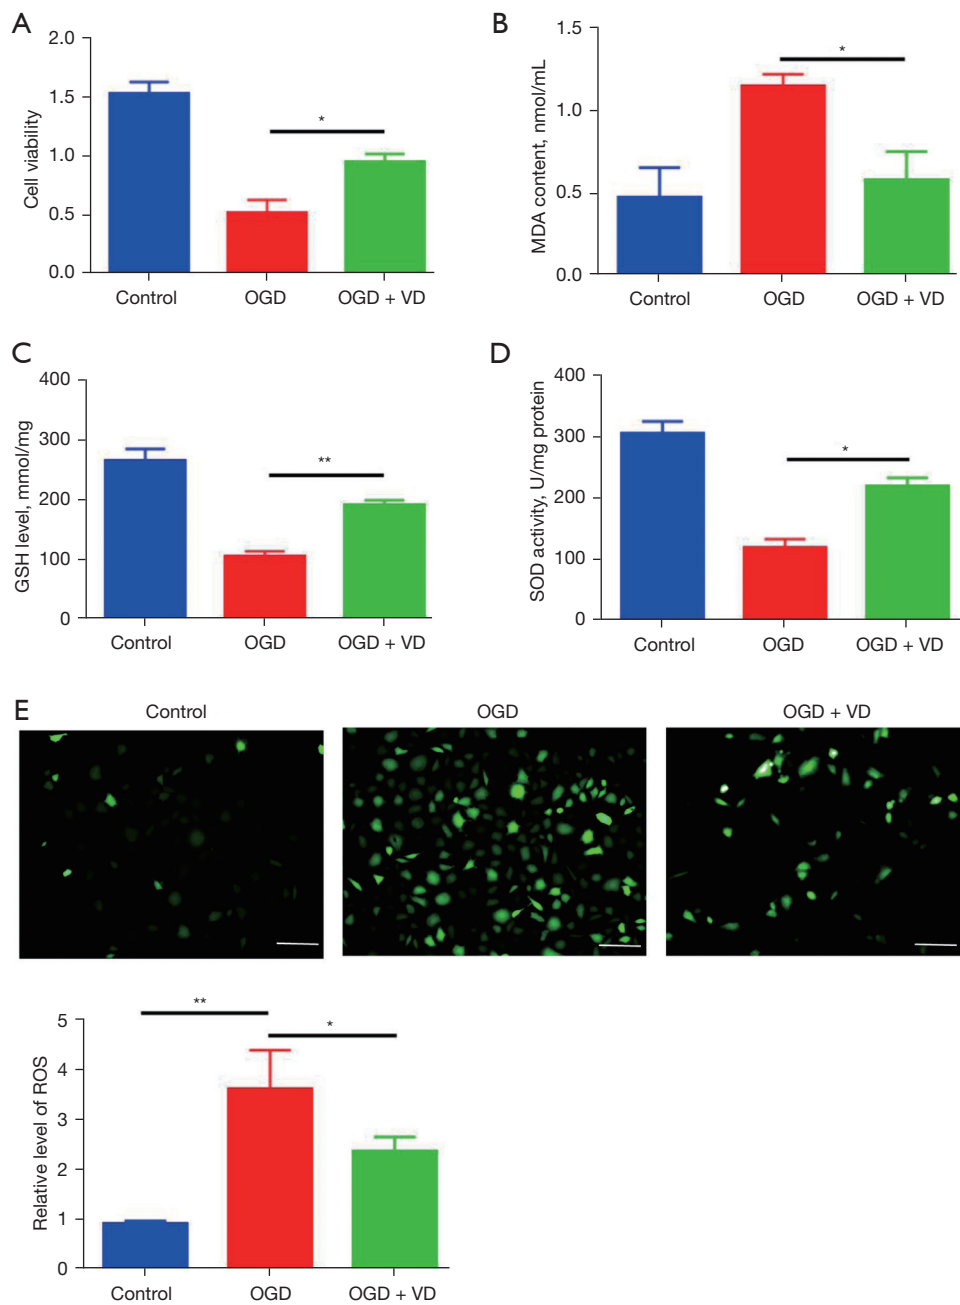 A
Cell viability
2.0
1.5
1.0
0.5
0.0
*
Control
OGD
OGD + VD
B
MDA content, nmol/mL
1.5
1.0
0.5
0.0
*
Control
OGD
OGD + VD
C
GSH level, mmol/mg
400
300
200
100
0
**
Control
OGD
OGD + VD
D
SOD activity, U/mg protein
400
300
200
100
0
*
Control
OGD
OGD + VD
E
Control
OGD
OGD + VD
Relative level of ROS
5
4
3
2
1
0
**
*
Control
OGD
OGD + VD